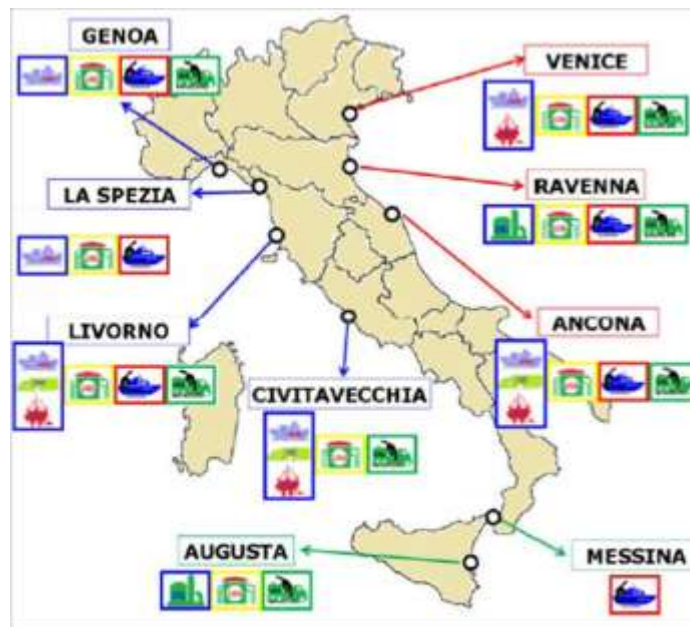 GENOA
VENICE
LA SPEZIA
RAVENNA
LIVORNO
ANCONA
CIVITAVECCHIA
AUGUSTA
MESSINA